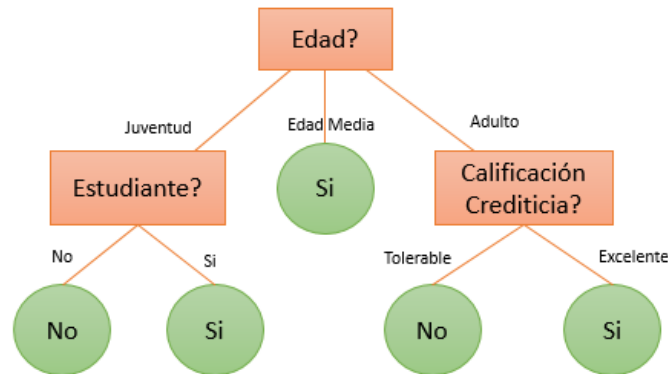 Edad?
Juventud
Edad Media
Adulto
Estudiante?
Si
Calificación
Crediticia?
No
Si
Tolerable
Excelente
No
Si
No
Si